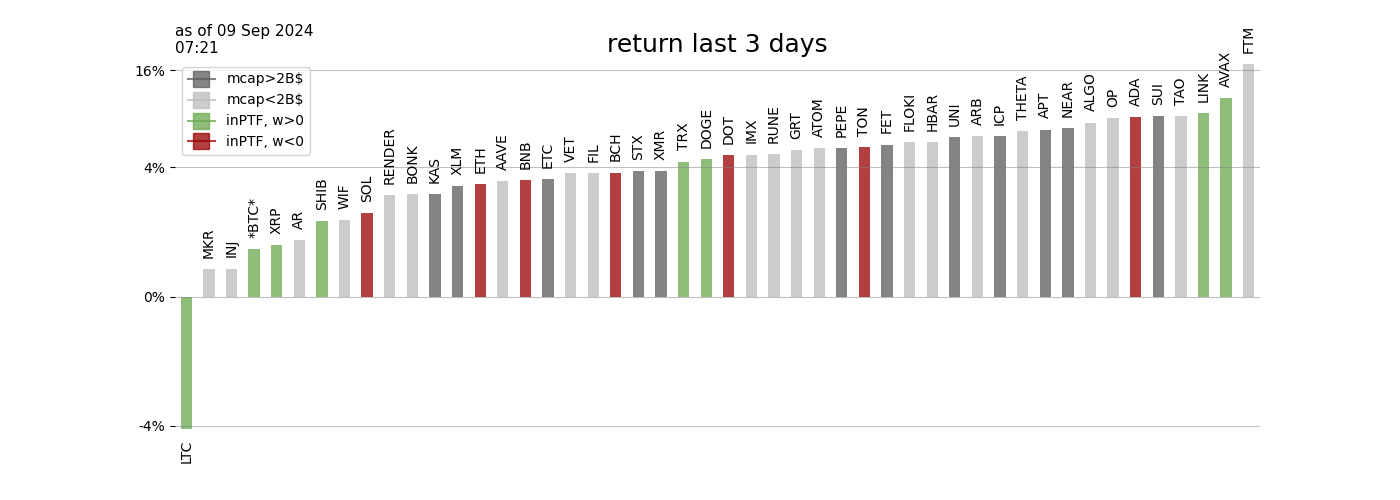 as of 09 Sep 2024
07:21
return last 3 days
16%
4%
0%
-4%
mcap>2B$
mcap<2B$
inPTF, w>0
inPTF, w<0
LTC
MKR
INJ
*BTC*
XRP
AR
SHIB
WIF
SOL
RENDER
BONK
KAS
XLM
ETH
AAVE
BNB
ETC
VET
FIL
BCH
STX
XMR
TRX
DOGE
DOT
IMX
RUNE
GRT
ATOM
PEPE
TON
FET
FLOKI
HBAR
UNI
ARB
ICP
THETA
APT
NEAR
ALGO
OP
ADA
SUI
TAO
LINK
AVAX
FTM